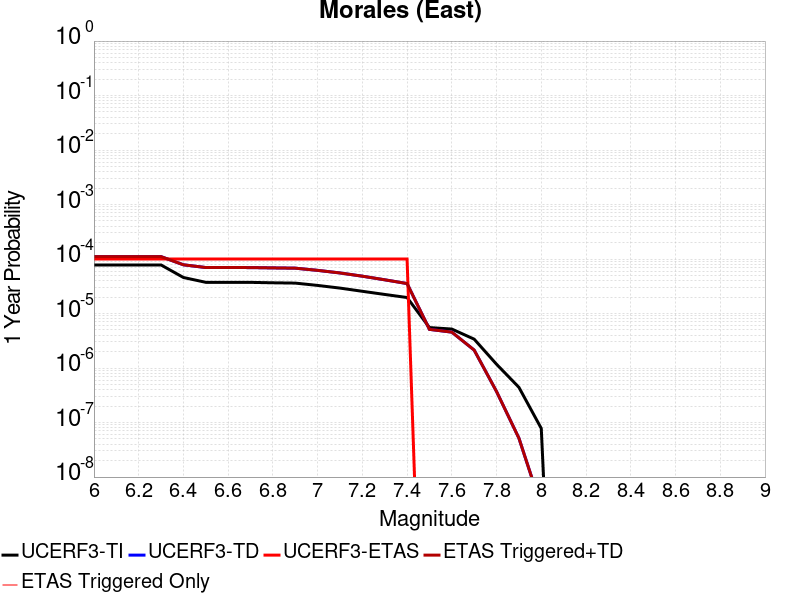 Morales (East)
10^0
10^-1
10^-2
10^-3
10^-4
10^-5
10^-6
10^-7
10^-8
1 Year Probability
6 6.2 6.4 6.6 6.8 7 7.2 7.4 7.6 7.8 8 8.2 8.4 8.6 8.8 9
Magnitude
UCERF3-TI UCERF3-TD UCERF3-ETAS ETAS Triggered+TD
ETAS Triggered Only